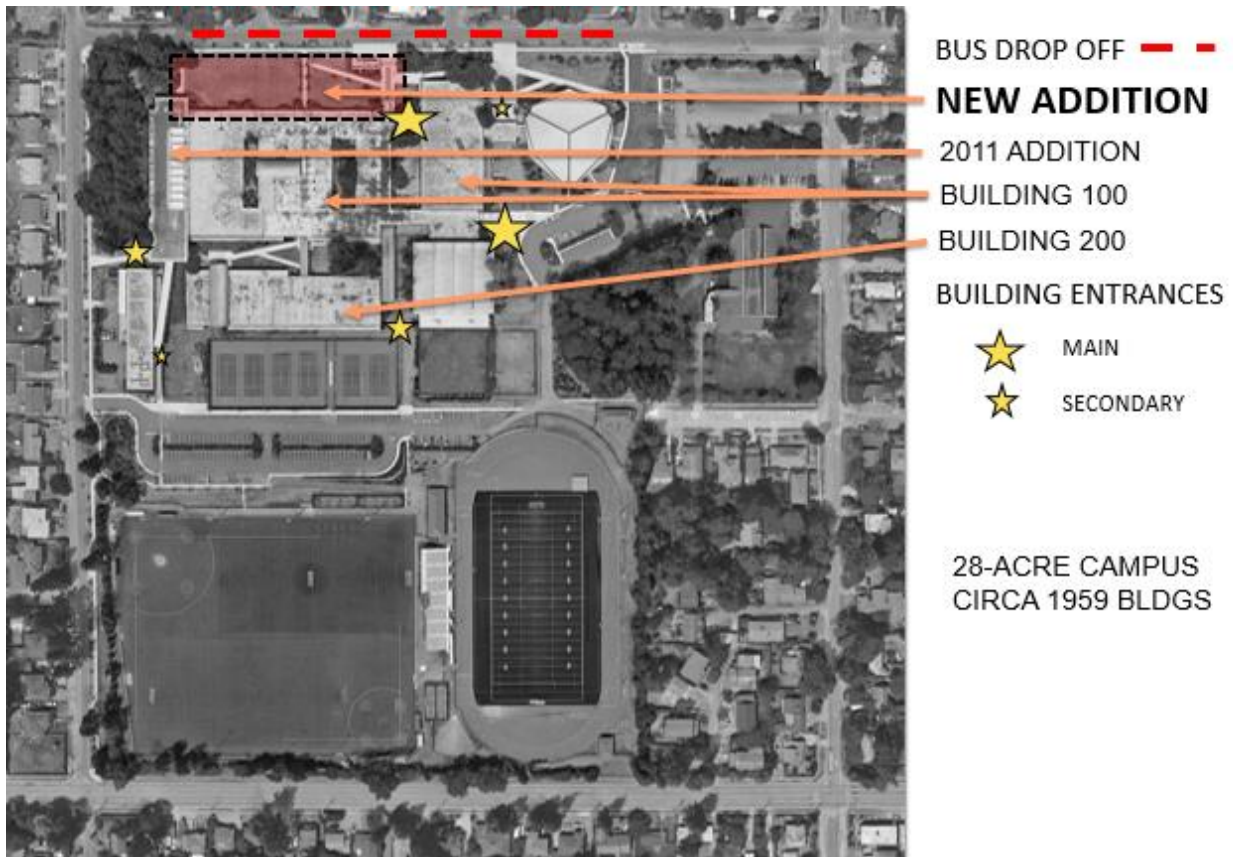 BUS DROP OFF
NEW ADDITION
2011 ADDITION
BUILDING 100
BUILDING 200
BUILDING ENTRANCES
MAIN
SECONDARY
28-ACRE CAMPUS
CIRCA 1959 BLDGS